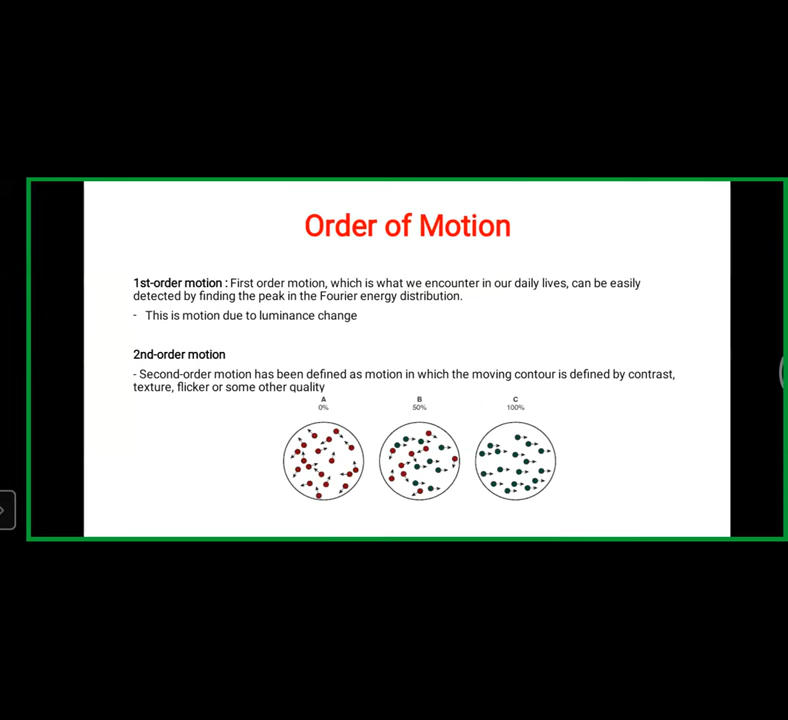 Order of Motion
1st-order motion : First order motion, which is what we encounter in our daily lives, can be easily
detected by finding the peak in the Fourier energy distribution.
- This is motion due to luminance change
2nd-order motion
- Second-order motion has been defined as motion in which the moving contour is defined by contrast,
texture, flicker or some other quality
A B C
0% 50% 100%